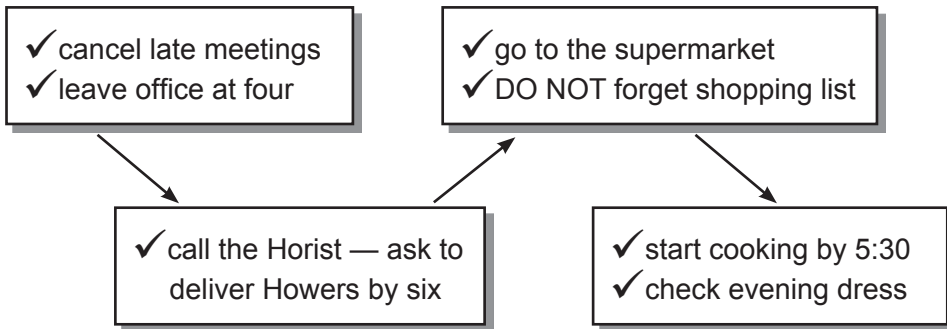 ✓ cancel late meetings
✓ leave office at four
✓ call the Horist — ask to
deliver Howers by six
✓ go to the supermarket
✓ DO NOT forget shopping list
✓ start cooking by 5:30
✓ check evening dress